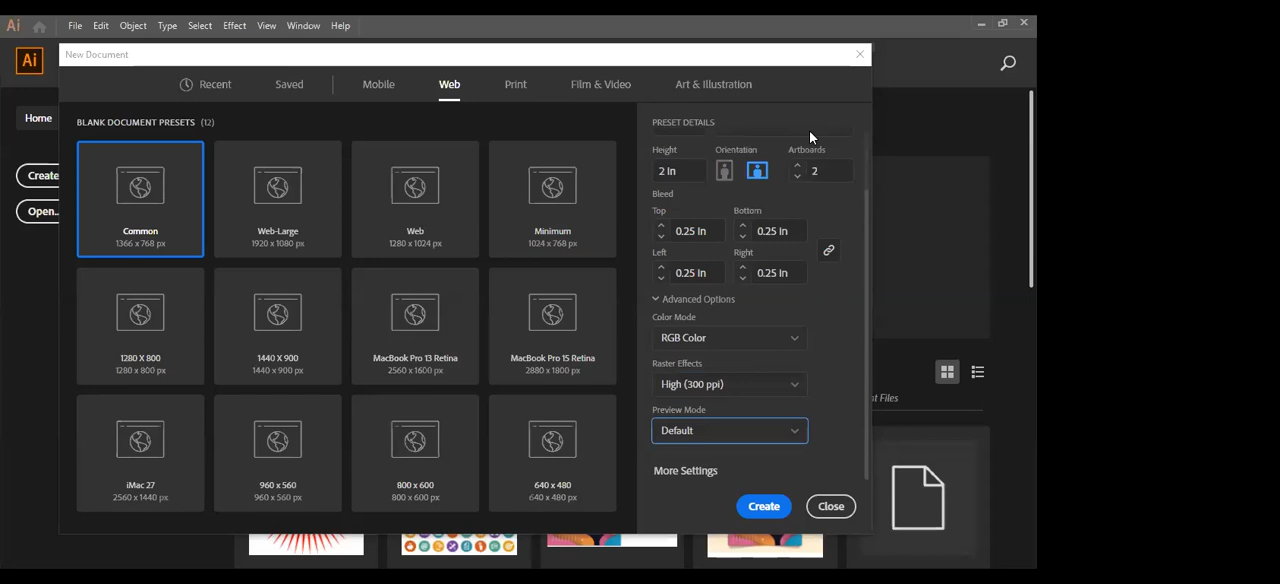 Ai
File Edit Object Type Select Effect View Window Help
Ai
New Document
Recent Saved Mobile Web Print Film & Video Art & Illustration
Home
Create
Open..
BLANK DOCUMENT PRESETS (12)
Common
1366 x 768 px
Web-Large
1920 x 1080 px
Web
1280 x 1024 px
Minimum
1024 x 768 px
1280 X 800
1280 x 800 px
1440 X 900
1440 x 900 px
MacBook Pro 13 Retina
2560 x 1600 px
MacBook Pro 15 Retina
2880 x 1800 px
iMac 27
2560 x 1440 px
960 x 560
960 x 560 px
800 x 600
800 x 600 px
640 x 480
640 x 480 px
PRESET DETAILS
Height Orientation Artboards
2 in 2
Bleed
Top Bottom
0.25 in 0.25 in
Left Right
0.25 in 0.25 in
Advanced Options
Color Mode
RGB Color
Raster Effects
High (300 ppi)
Preview Mode
Default
More Settings
Create Close
t Files